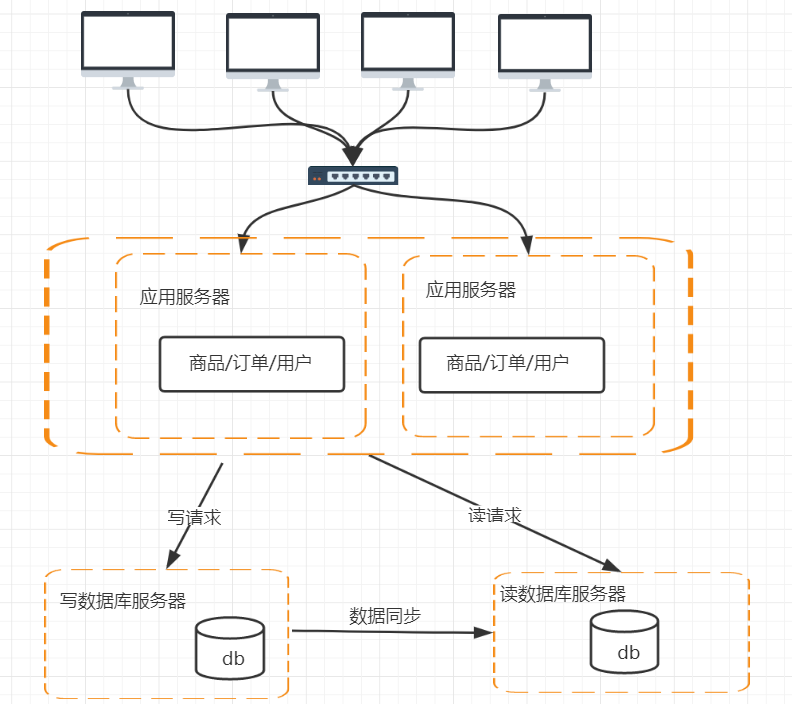 应用服务器
应用服务器
商品/订单/用户
商品/订单/用户
写请求
读请求
写数据库服务器
读数据库服务器
数据同步
db
db